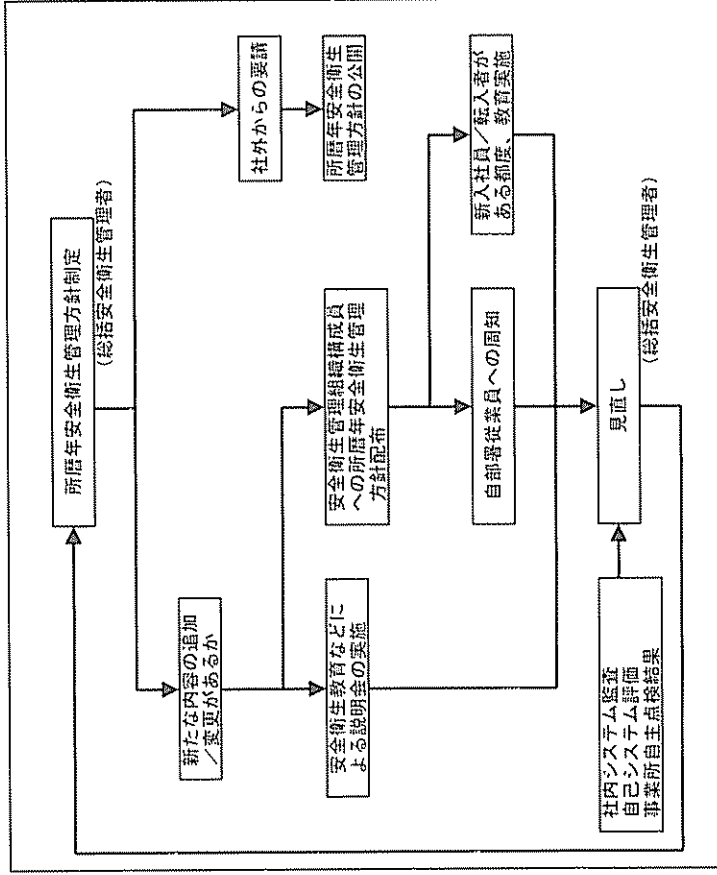 所暦年安全衛生管理方針制定
(総括安全衛生管理者)
新たな内容の追加
／変更があるか
社外からの要請
安全衛生教育などに
よる説明会の実施
安全衛生管理組織構成員
への所暦年安全衛生管理
方針配布
所暦年安全衛生
管理方針の公開
自部署従業員への周知
新入社員／転入者が
ある都度、教育実施
社内システム監査
自己システム評価
事業所自主点検結果
見直し
(総括安全衛生管理者)